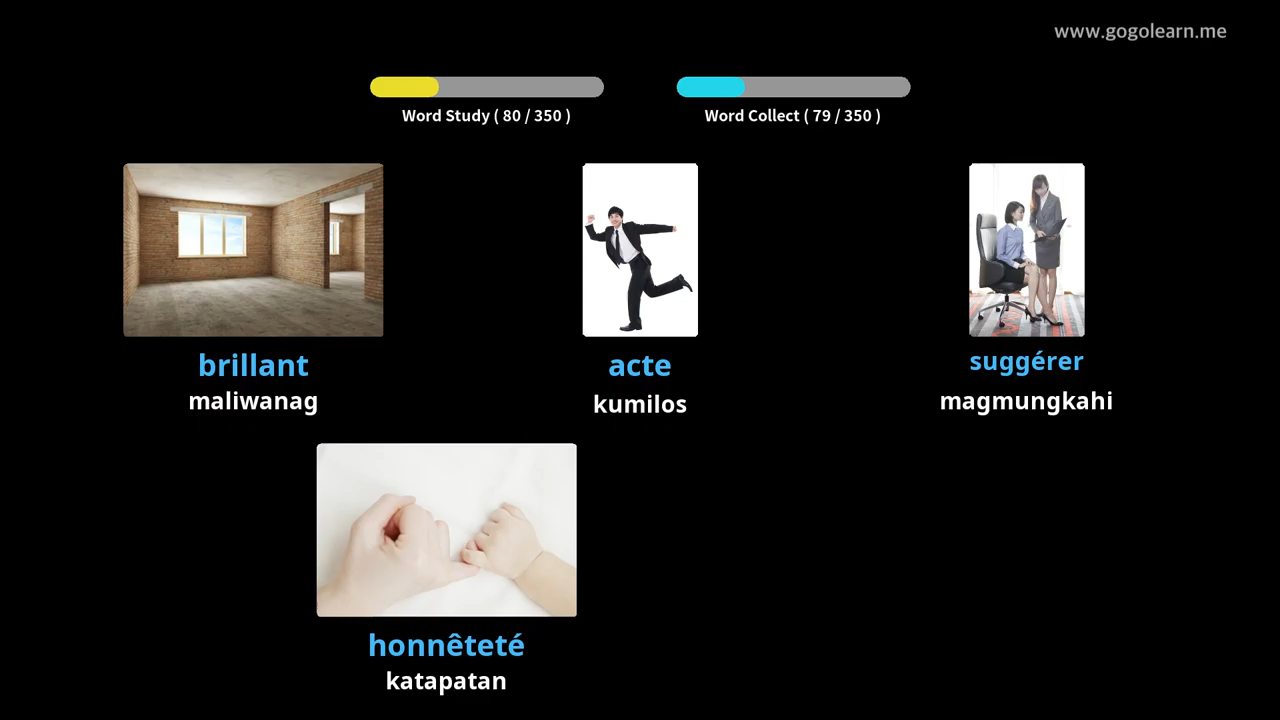 www.gogolearn.me
Word Study ( 80 / 350 )
Word Collect ( 79 / 350 )
brillant
maliwanag
acte
kumilos
suggérer
magmungkahi
honnêteté
katapatan